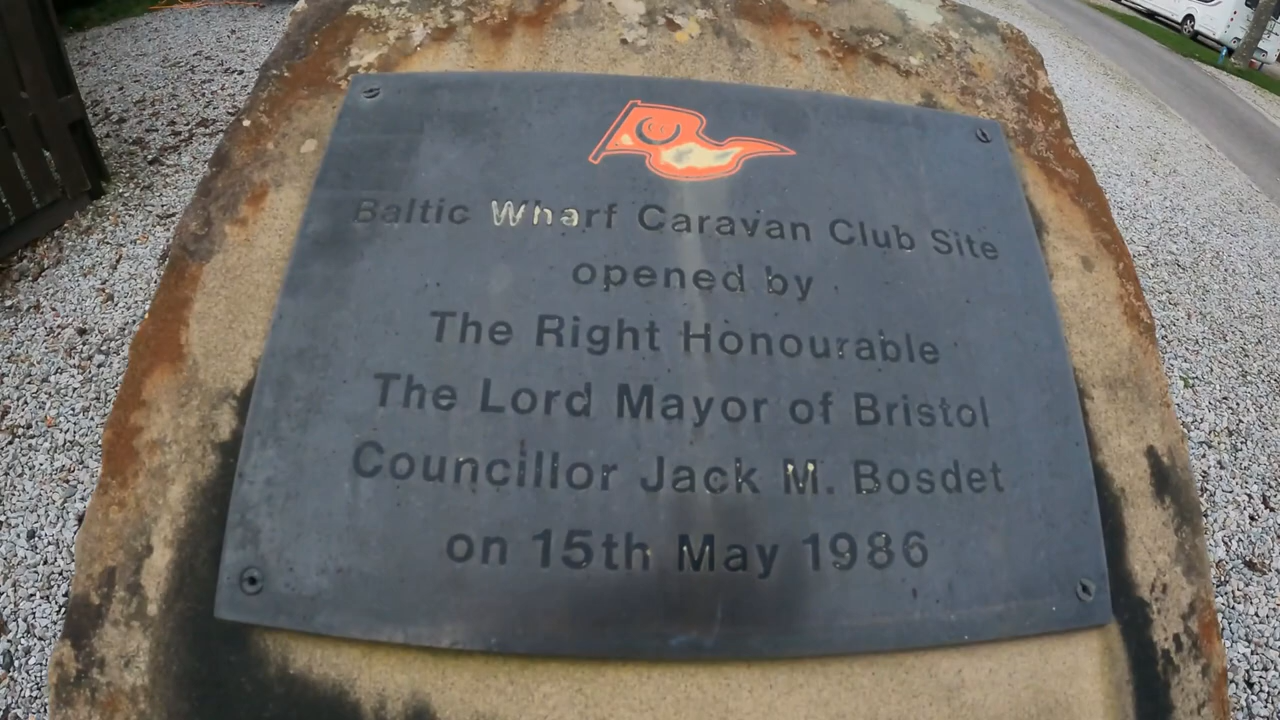 Baltic Wharf Caravan Club Site
opened by
The Right Honourable
The Lord Mayor of Bristol
Councillor Jack M. Bosdet
on 15th May 1986